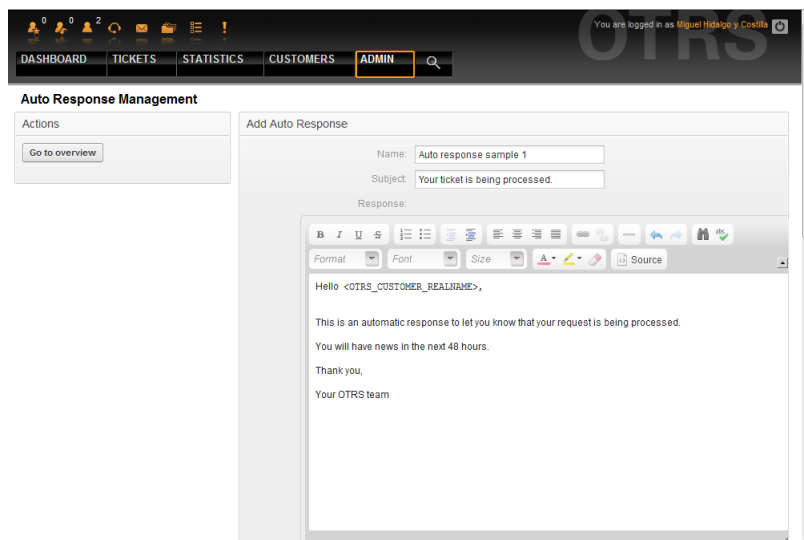 0 0 2
You are logged in as Miguel Hidalgo y Costilla
OTRS
DASHBOARD TICKETS STATISTICS CUSTOMERS ADMIN
Auto Response Management
Actions
Go to overview
Add Auto Response
Name: Auto response sample 1
Subject: Your ticket is being processed.
Response:
B I U S abc
Format Font Size A Source
Hello <OTRS_CUSTOMER_REALNAME>,
This is an automatic response to let you know that your request is being processed.
You will have news in the next 48 hours.
Thank you,
Your OTRS team